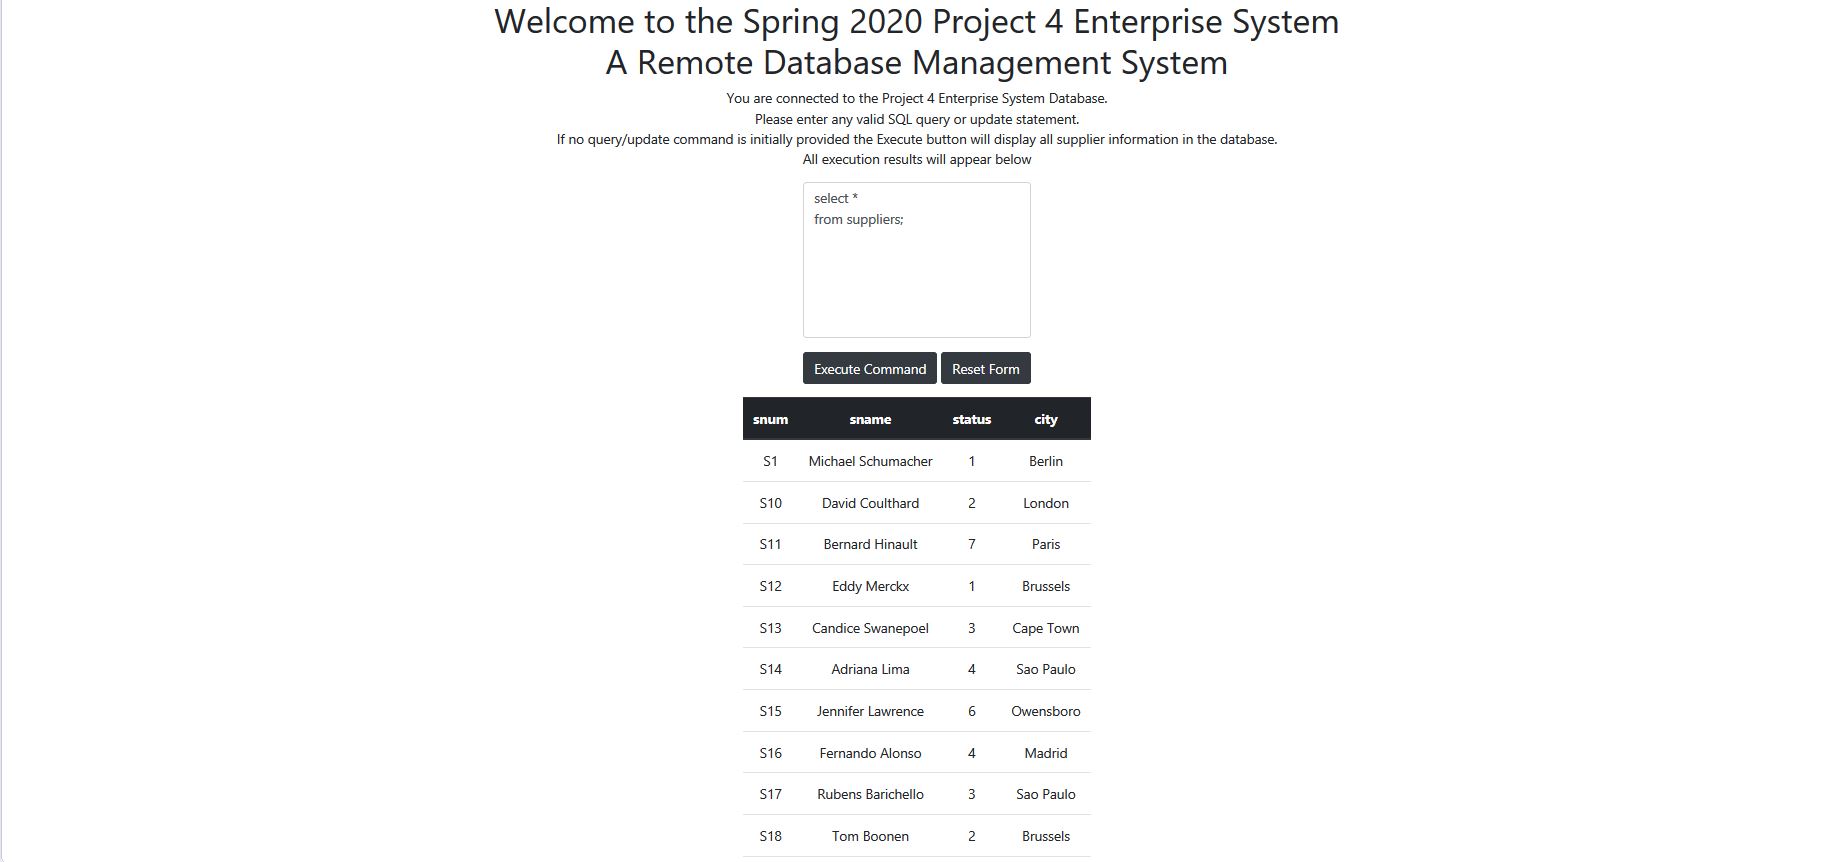 Welcome to the Spring 2020 Project 4 Enterprise System
A Remote Database Management System
You are connected to the Project 4 Enterprise System Database.
Please enter any valid SQL query or update statement.
If no query/update command is initially provided the Execute button will display all supplier information in the database.
All execution results will appear below
select *
from suppliers;
Execute Command Reset Form
snum sname status city
S1 Michael Schumacher 1 Berlin
S10 David Coulthard 2 London
S11 Bernard Hinault 7 Paris
S12 Eddy Merckx 1 Brussels
S13 Candice Swanepoel 3 Cape Town
S14 Adriana Lima 4 Sao Paulo
S15 Jennifer Lawrence 6 Owensboro
S16 Fernando Alonso 4 Madrid
S17 Rubens Barichello 3 Sao Paulo
S18 Tom Boonen 2 Brussels